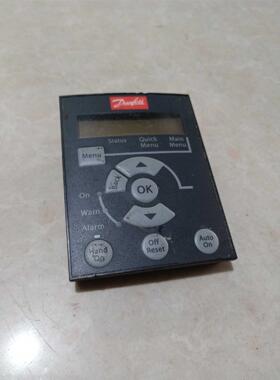 Danfoss
Status Quick Menu Main Menu
Menu
Back
OK
On
Warn
Alarm
Hand On
Off Reset
Auto On